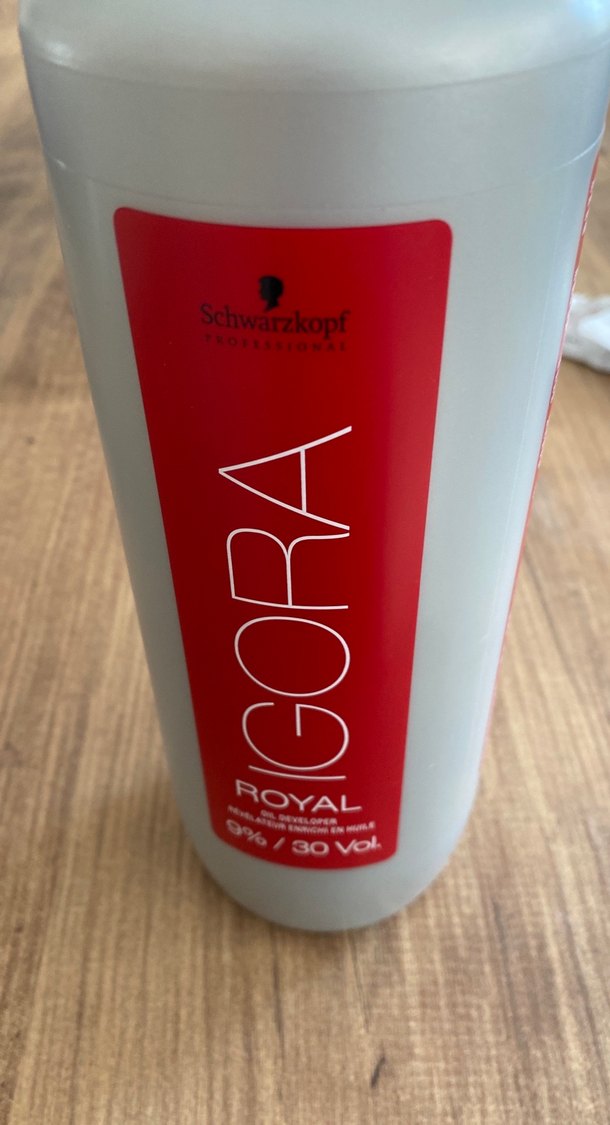 Schwarzkopf
PROFESSIONAL
IGORA
ROYAL
OIL DEVELOPER
RÉVÉLATEUR ENRICHI EN HUILE
9% / 30 Vol.